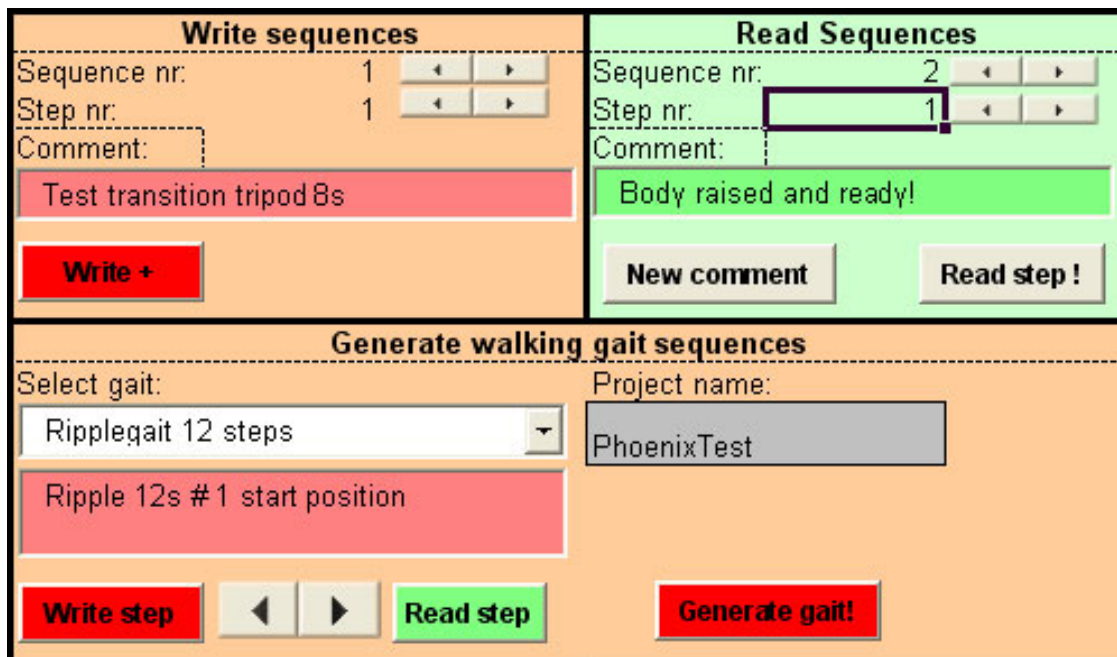 Write sequences
Sequence nr: 1
Step nr: 1
Comment:
Test transition tripod 8s
Write +
Read Sequences
Sequence nr: 2
Step nr: 1
Comment:
Body raised and ready!
New comment
Read step !
Generate walking gait sequences
Select gait:
Ripplegait 12 steps
Ripple 12s #1 start position
Write step
Read step
Project name:
PhoenixTest
Generate gait!